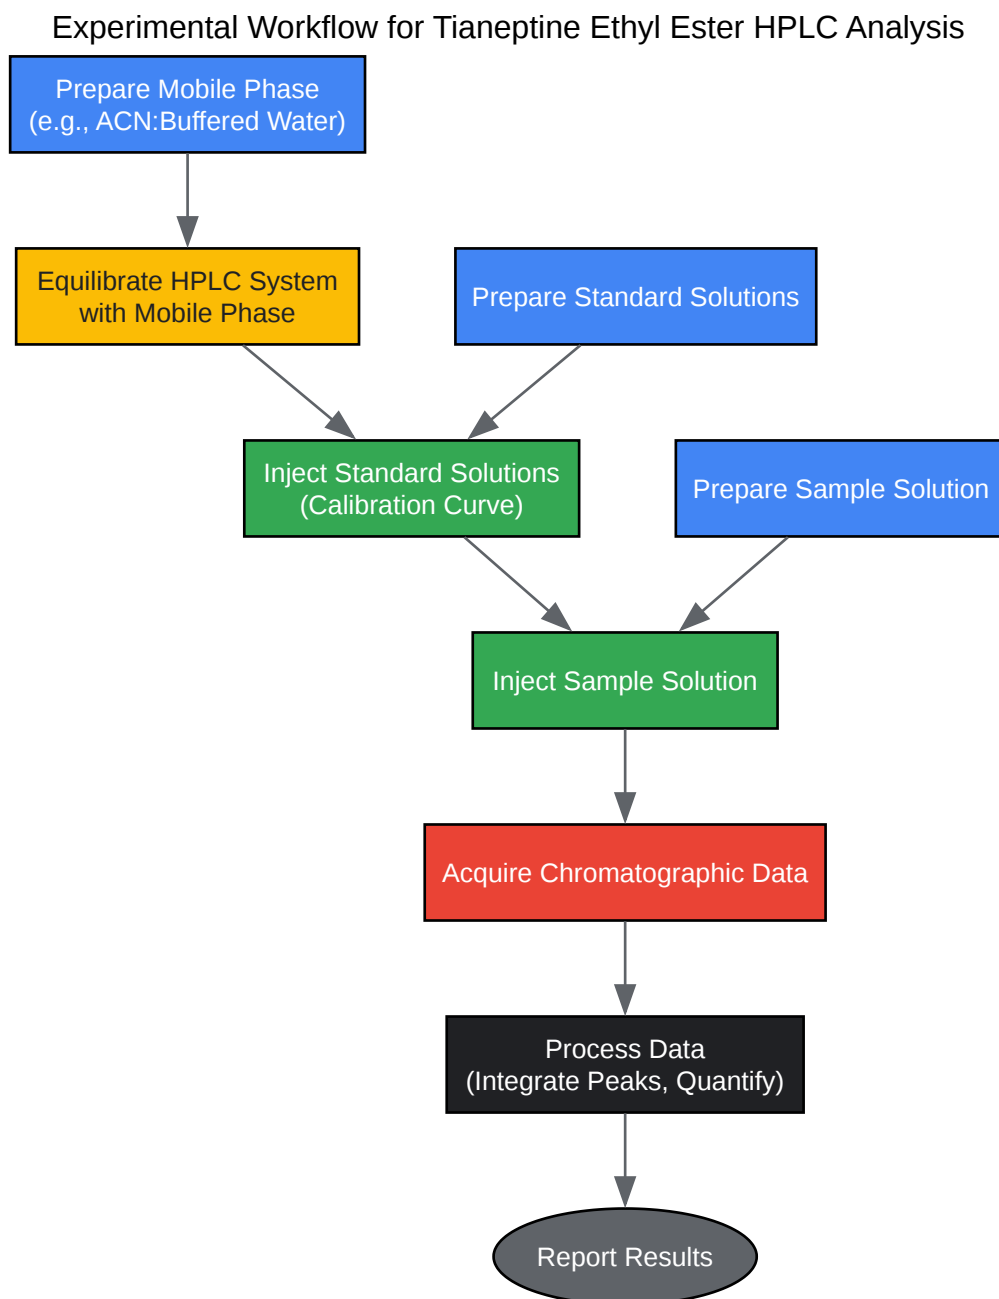 Experimental Workflow for Tianeptine Ethyl Ester HPLC Analysis
Prepare Mobile Phase
(e.g., ACN:Buffered Water)
Equilibrate HPLC System
with Mobile Phase
Prepare Standard Solutions
Inject Standard Solutions
(Calibration Curve)
Prepare Sample Solution
Inject Sample Solution
Acquire Chromatographic Data
Process Data
(Integrate Peaks, Quantify)
Report Results